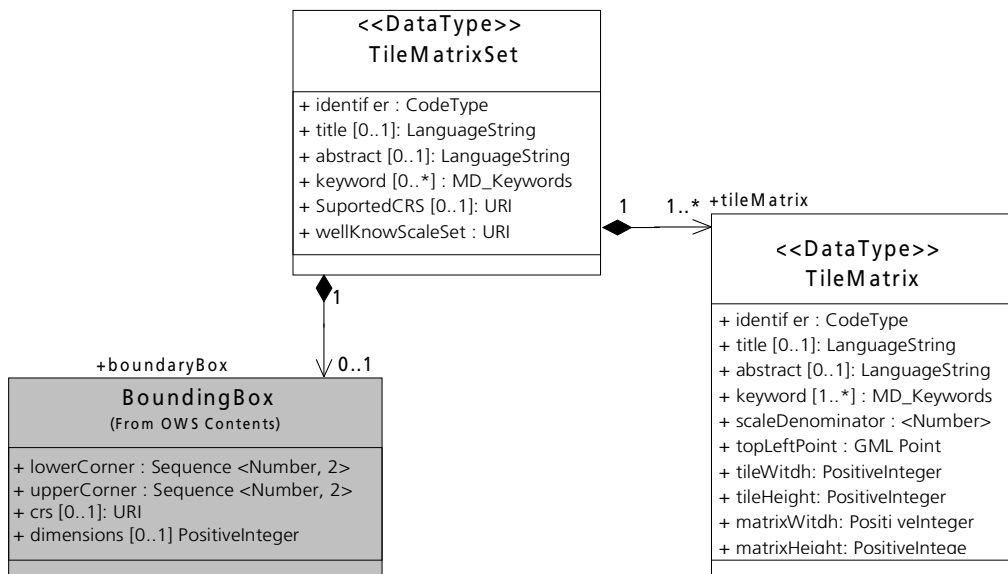 <<DataType>>
TileMatrixSet
+ identif er : CodeType
+ title [0..1]: LanguageString
+ abstract [0..1]: LanguageString
+ keyword [0..*] : MD_Keywords
+ SuportedCRS [0..1]: URI
+ wellKnowScaleSet : URI
1
1..*
+tileMatrix
<<DataType>>
TileMatrix
+ identif er : CodeType
+ title [0..1]: LanguageString
+ abstract [0..1]: LanguageString
+ keyword [1..*] : MD_Keywords
+ scaleDenominator : <Number>
+ topLeftPoint : GML Point
+ tileWitdh: PositiveInteger
+ tileHeight: PositiveInteger
+ matrixWitdh: Positi veInteger
+ matrixHeight: PositiveIntege
1
+boundaryBox
0..1
BoundingBox
(From OWS Contents)
+ lowerCorner : Sequence <Number, 2>
+ upperCorner : Sequence <Number, 2>
+ crs [0..1]: URI
+ dimensions [0..1] PositiveInteger